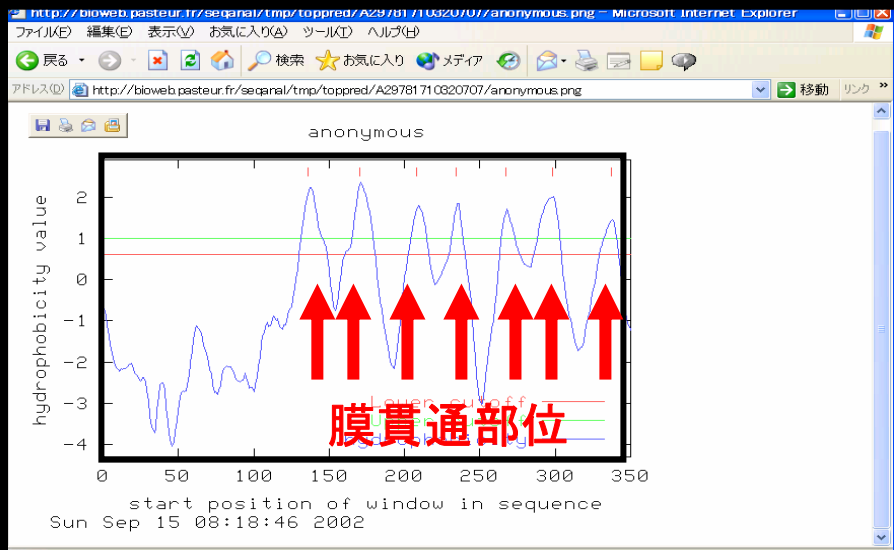 http://bioweb.pasteur.fr/seqanal/tmp/toppred/A29781710320707/anonymous.png - Microsoft Internet Explorer
ファイル(F) 編集(E) 表示(V) お気に入り(A) ツール(T) ヘルプ(H)
戻る 検索 お気に入り メディア
アドレス(D) http://bioweb.pasteur.fr/seqanal/tmp/toppred/A29781710320707/anonymous.png 移動 リンク »
anonymous
hydrophobicity value
2
1
0
-1
-2
-3
-4
Lower cutoff
膜貫通部位
0 50 100 150 200 250 300 350
start position of window in sequence
Sun Sep 15 08:18:46 2002